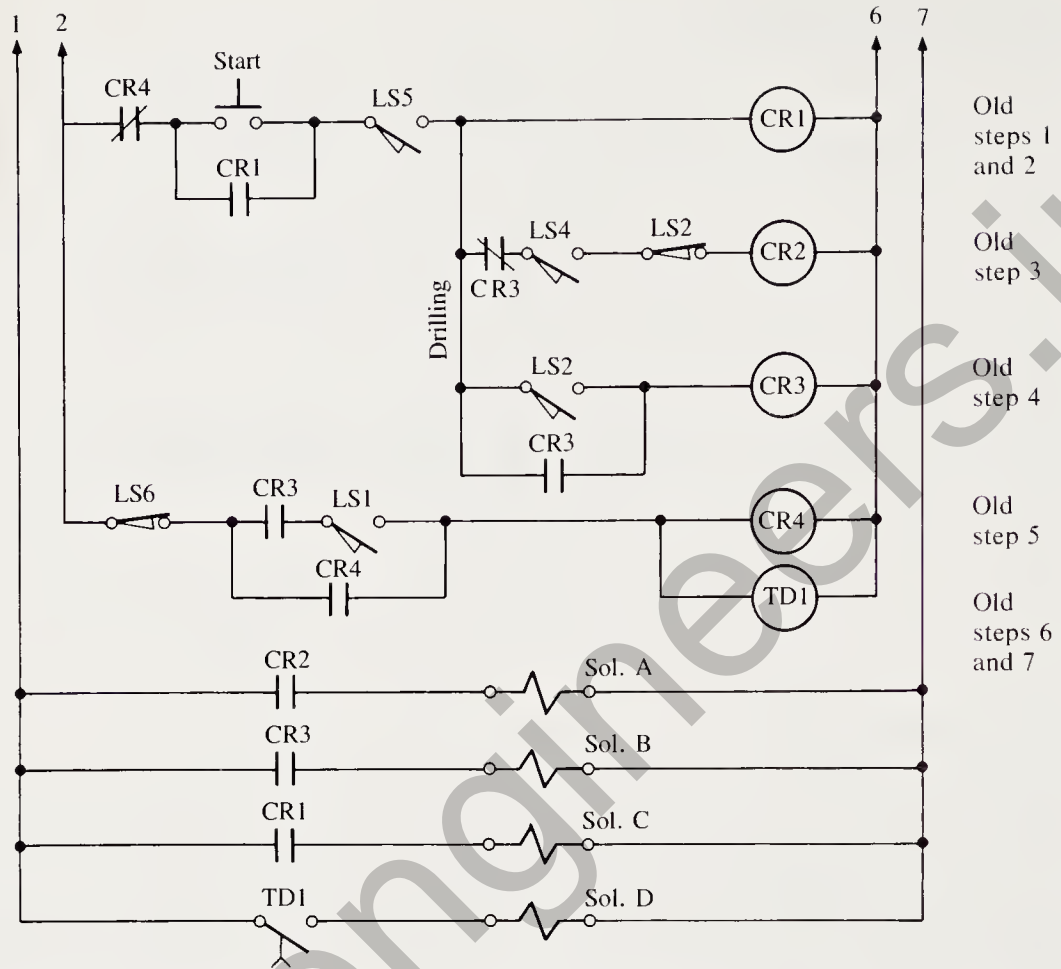 1
2
6
7
CR4
Start
LS5
CR1
CR1
Old
steps 1
and 2
LS4
LS2
CR3
CR2
Old
step 3
Drilling
LS2
CR3
CR3
Old
step 4
LS6
CR3
LS1
CR4
CR4
Old
step 5
TD1
Old
steps 6
and 7
CR2
Sol. A
CR3
Sol. B
CR1
Sol. C
TD1
Sol. D